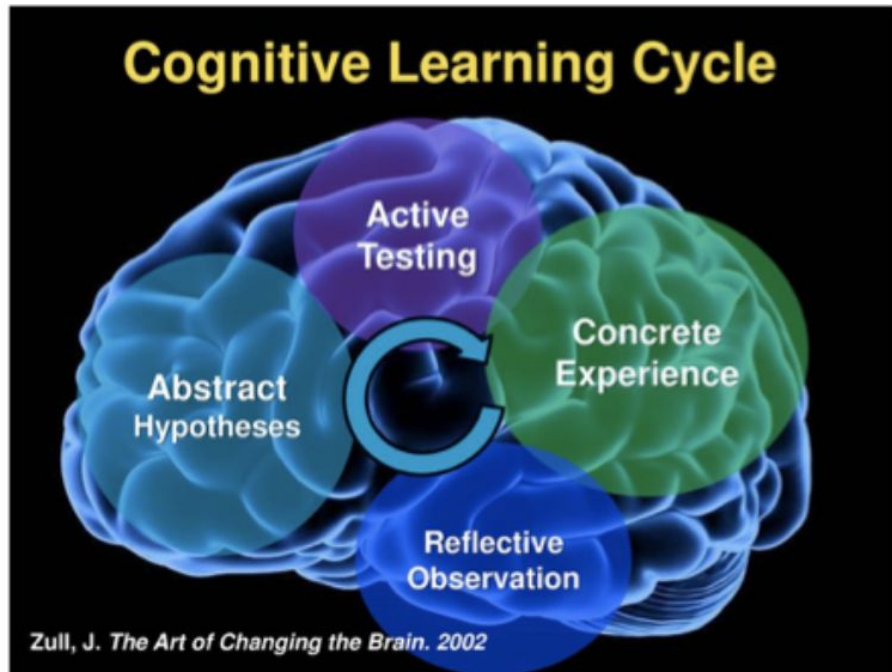 Cognitive Learning Cycle
Active
Testing
Concrete
Experience
Abstract
Hypotheses
Reflective
Observation
Zull, J. The Art of Changing the Brain. 2002